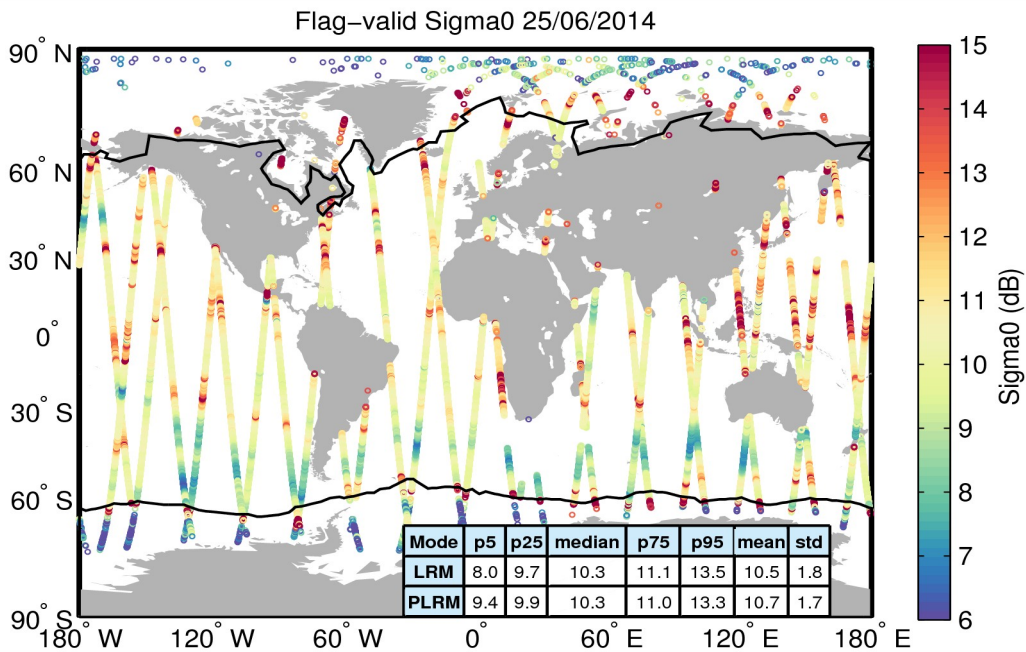 Flag−valid Sigma0 25/06/2014
90° N
60° N
30° N
0°
30° S
60° S
90° S
180° W
120° W
60° W
0°
60° E
120° E
180° E
15
14
13
12
11
10
9
8
7
6
Sigma0 (dB)
Mode p5 p25 median p75 p95 mean std
LRM 8.0 9.7 10.3 11.1 13.5 10.5 1.8
PLRM 9.4 9.9 10.3 11.0 13.3 10.7 1.7